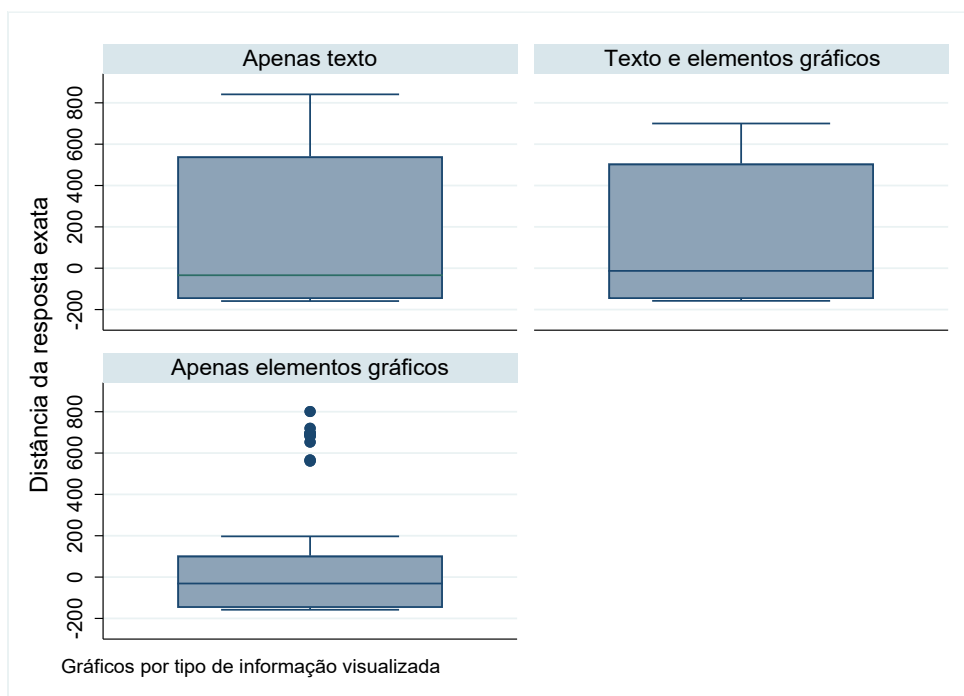 Apenas texto
Texto e elementos gráficos
Distância da resposta exata
800
600
400
200
0
-200
Apenas elementos gráficos
800
600
400
200
0
-200
Gráficos por tipo de informação visualizada